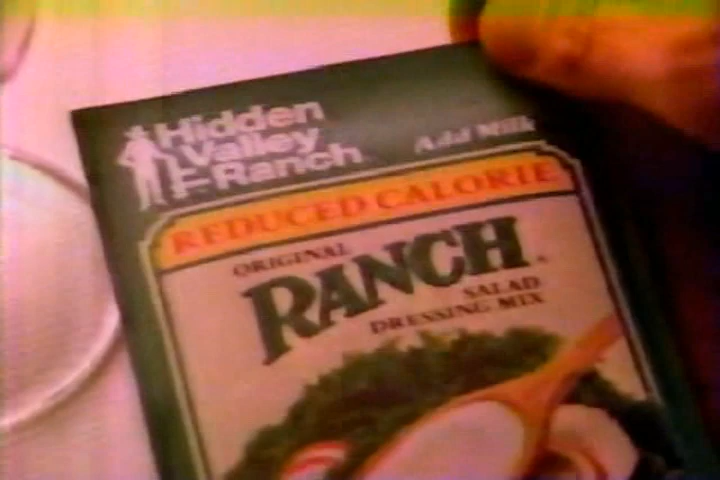 Hidden
Valley
Ranch
Add Milk
REDUCED CALORIE
ORIGINAL
RANCH
SALAD
DRESSING MIX